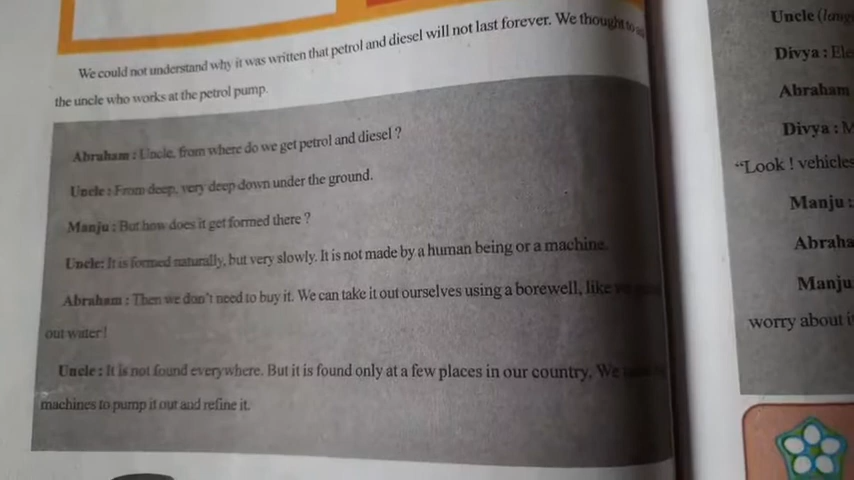 We could not understand why it was written that petrol and diesel will not last forever. We thought to
the uncle who works at the petrol pump.
Abraham : Uncle, from where do we get petrol and diesel ?
Uncle : From deep, very deep down under the ground.
Manju : But how does it get formed there ?
Uncle: It is formed naturally, but very slowly. It is not made by a human being or a machine.
Abraham : Then we don't need to buy it. We can take it out ourselves using a borewell, like
out water!
Uncle : It is not found everywhere. But it is found only at a few places in our country. We
machines to pump it out and refine it.
Uncle
Divya :
Abraham
Divya :
“Look ! vehicles
Manju :
Manju
worry about